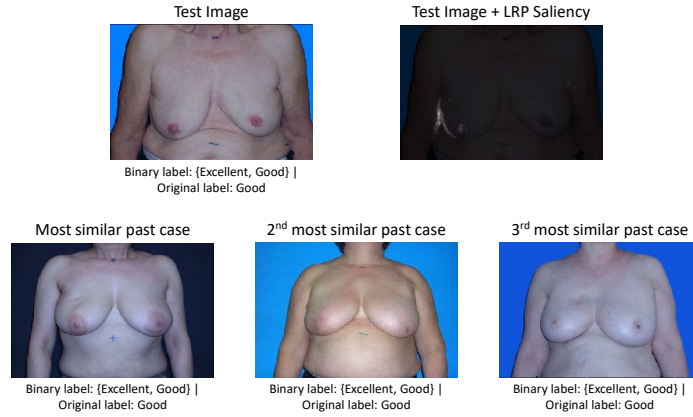 Test Image
Test Image + LRP Saliency
Binary label: {Excellent, Good} |
Original label: Good
Most similar past case
2nd most similar past case
3rd most similar past case
Binary label: {Excellent, Good} |
Original label: Good
Binary label: {Excellent, Good} |
Original label: Good
Binary label: {Excellent, Good} |
Original label: Good